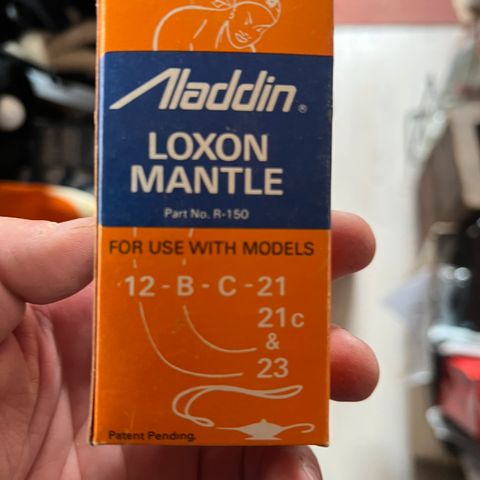 Aladdin®
LOXON
MANTLE
Part No. R-150
FOR USE WITH MODELS
12 - B - C - 21
21c
&
23
Patent Pending.